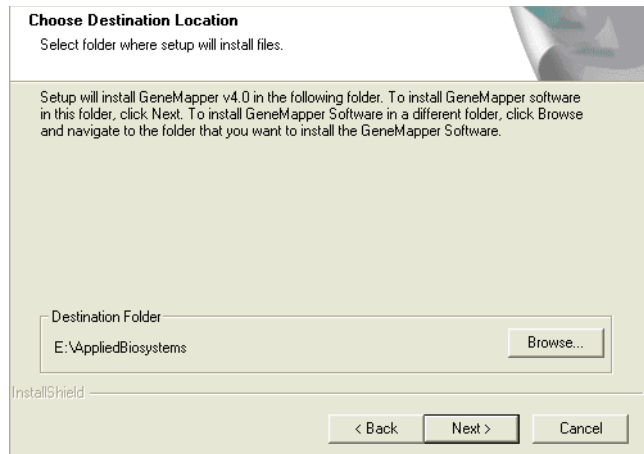 Choose Destination Location
Select folder where setup will install files.
Setup will install GeneMapper v4.0 in the following folder. To install GeneMapper software
in this folder, click Next. To install GeneMapper Software in a different folder, click Browse
and navigate to the folder that you want to install the GeneMapper Software.
Destination Folder
E:\AppliedBiosystems
Browse...
InstallShield
< Back
Next >
Cancel